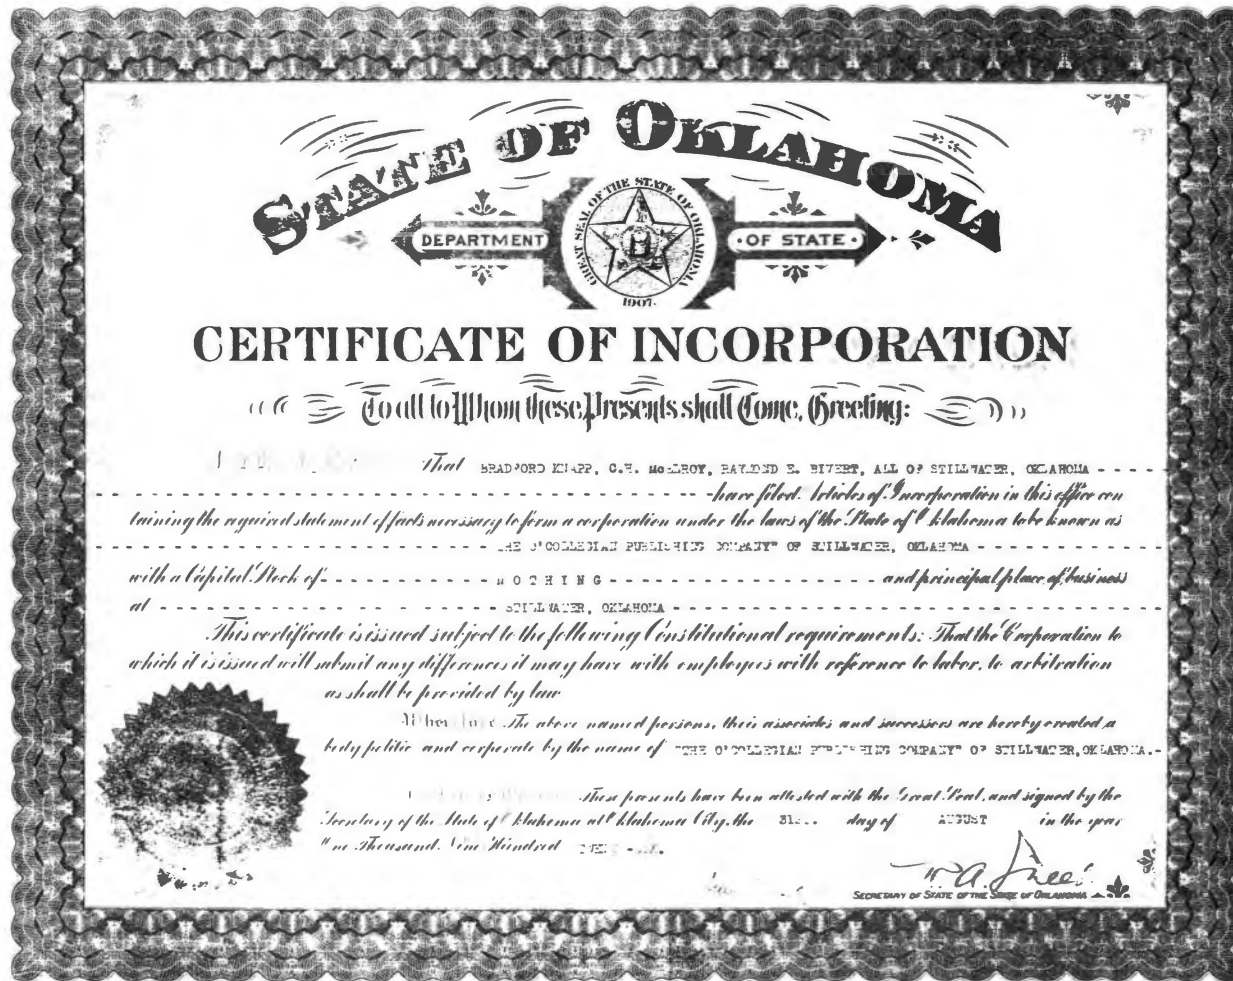 STATE OF OKLAHOMA
DEPARTMENT
OF STATE
GREAT SEAL OF THE STATE OF OKLAHOMA
1907
CERTIFICATE OF INCORPORATION
To all to Whom these Presents shall Come, Greeting:
That BRADFORD KNAPP, C.H. McELROY, RAYMOND E. BIVERT, ALL OF STILLWATER, OKLAHOMA
have filed Articles of Incorporation in this office con
taining the required statement of facts necessary to form a corporation under the laws of the State of Oklahoma to be known as
THE O'COLLEGIAN PUBLISHING COMPANY" OF STILLWATER, OKLAHOMA
with a Capital Stock of NOTHING and principal place of business
at STILLWATER, OKLAHOMA
This certificate is issued subject to the following Constitutional requirements: That the Corporation to
which it is issued will submit any differences it may have with employes with reference to labor, to arbitration
as shall be provided by law
The above named persons, their associates and successors are hereby created a
body politic and corporate by the name of "THE O'COLLEGIAN PUBLISHING COMPANY" OF STILLWATER, OKLAHOMA.
These presents have been attested with the Great Seal, and signed by the
Secretary of the State of Oklahoma at Oklahoma City, the 31st day of AUGUST in the year
One Thousand, Nine Hundred
SECRETARY OF STATE OF THE STATE OF OKLAHOMA